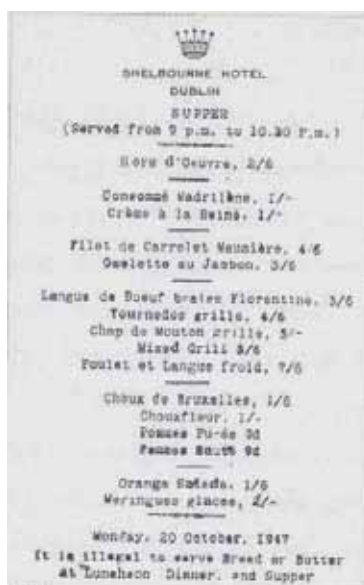 SHELBOURNE HOTEL
DUBLIN
SUPPER
(Served from 9 p.m. to 10.30 P.m.)
Hors d'Oeuvre, 2/6
Consommé Madrilène, 1/-
Crème à la Reine, 1/-
Filet de Carrelet Meunière, 4/6
Omelette au Jambon, 3/6
Langue de Boeuf braisé Florentine, 3/6
Tournedos grillé, 4/6
Chop de Mouton grillé, 5/-
Mixed Grill 5/6
Poulet et Langue froid, 7/6
Choux de Bruxelles, 1/6
Chouxfleur, 1/-
Pommes Purée 9d
Pommes Sauté 9d
Orange Salade, 1/6
Meringues glaces, 2/-
Monday, 20 October, 1947
It is illegal to serve Bread or Butter
at Luncheon Dinner, and Supper